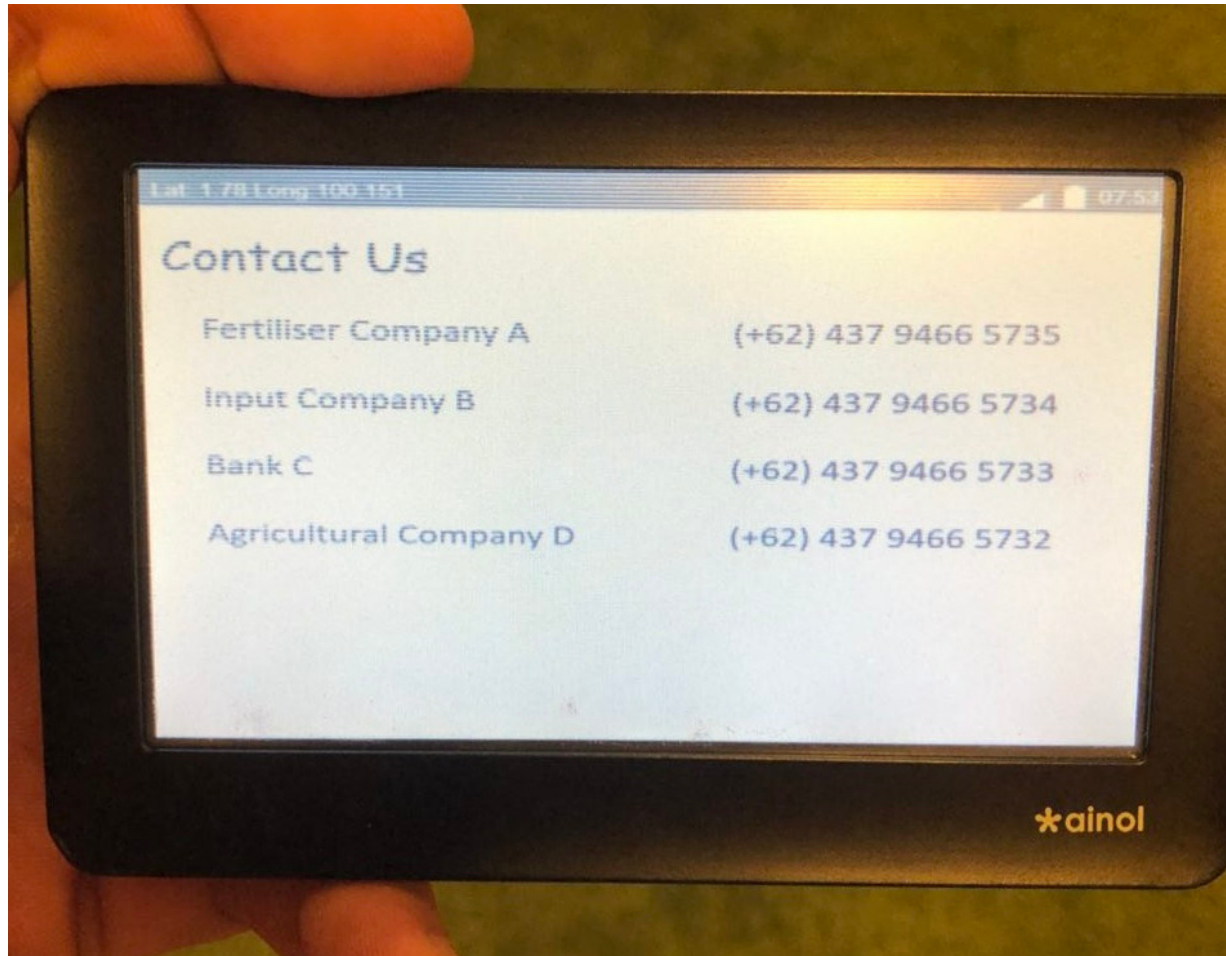 Lat 1.78 Long 100.151 07:53
Contact Us
Fertiliser Company A (+62) 437 9466 5735
Input Company B (+62) 437 9466 5734
Bank C (+62) 437 9466 5733
Agricultural Company D (+62) 437 9466 5732
ainol